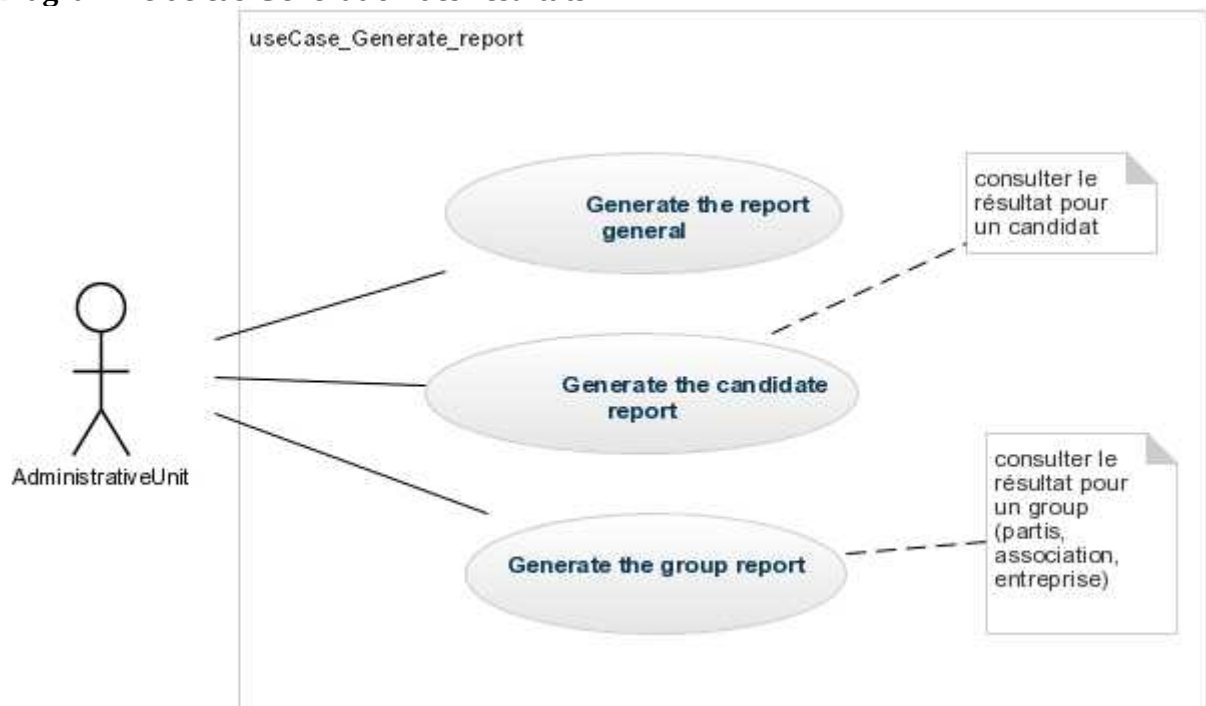 useCase_Generate_report
Generate the report
general
consulter le
résultat pour
un candidat
Generate the candidate
report
AdministrativeUnit
consulter le
résultat pour
un group
(partis,
association,
entreprise)
Generate the group report